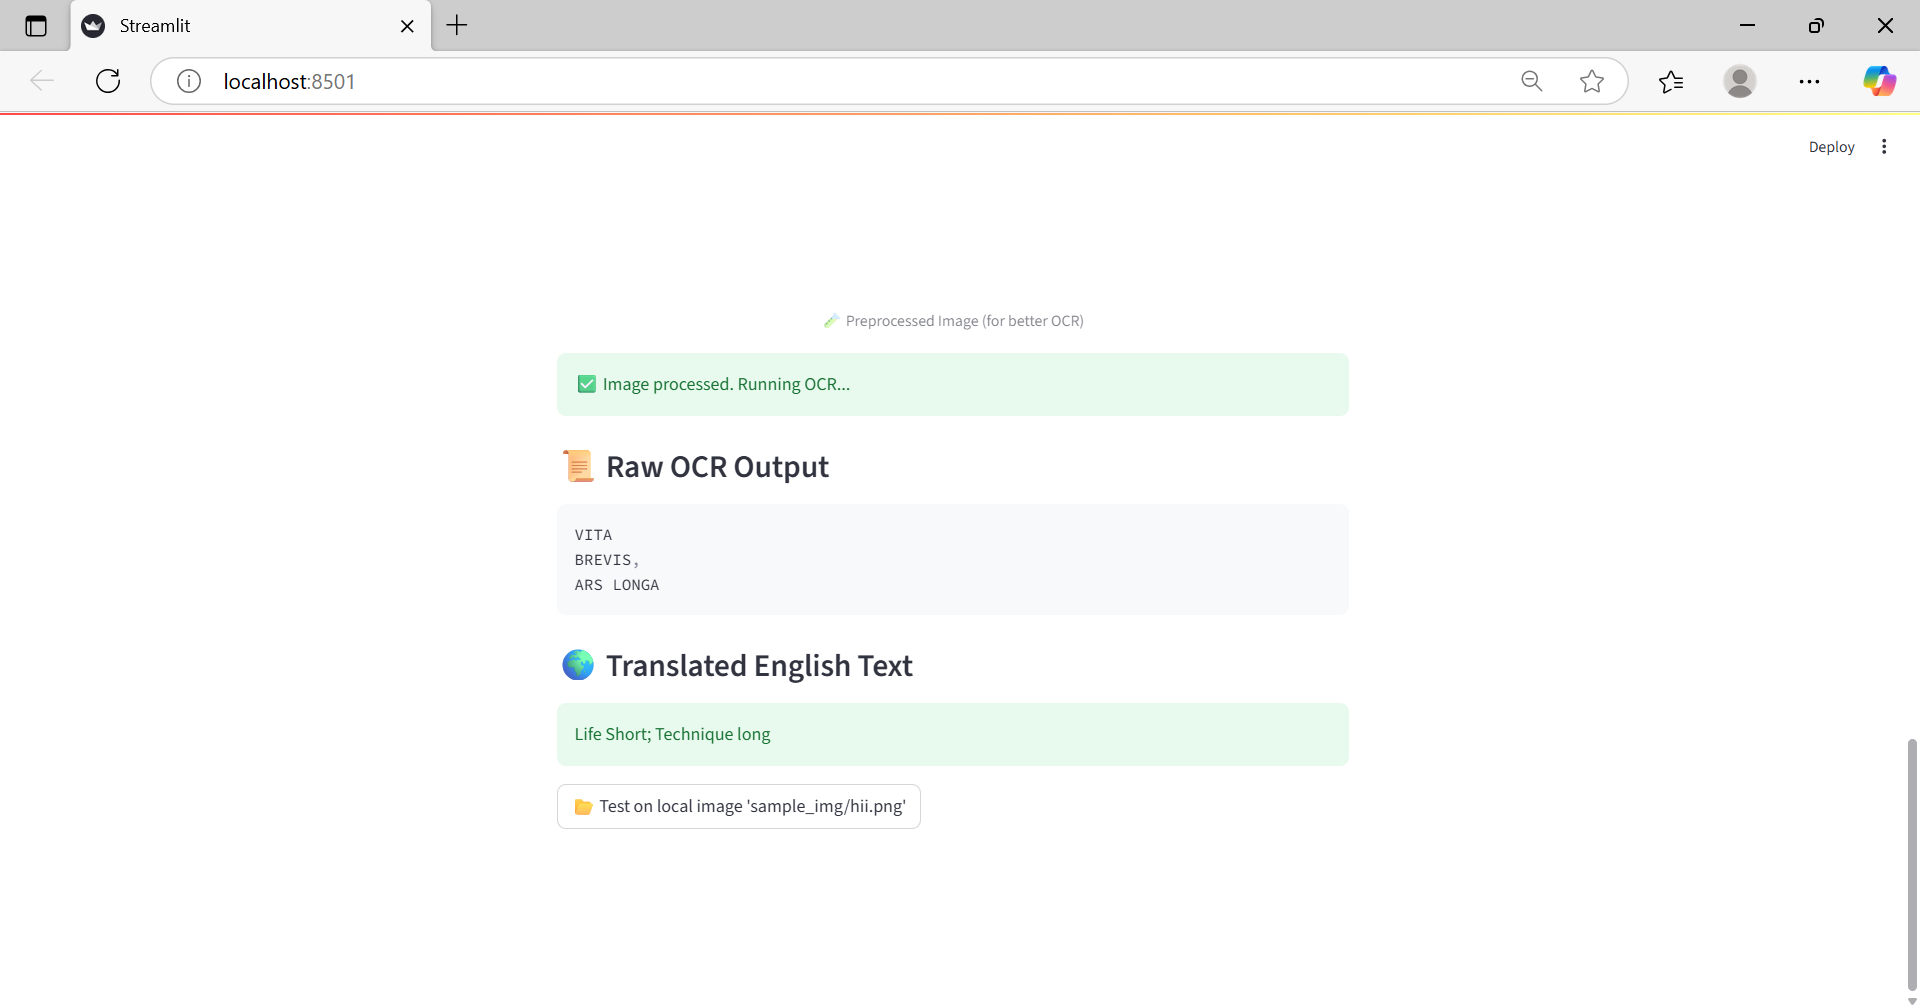 Streamlit
localhost:8501
Deploy
Preprocessed Image (for better OCR)
Image processed. Running OCR...
Raw OCR Output
VITA
BREVIS,
ARS LONGA
Translated English Text
Life Short; Technique long
Test on local image 'sample_img/hii.png'